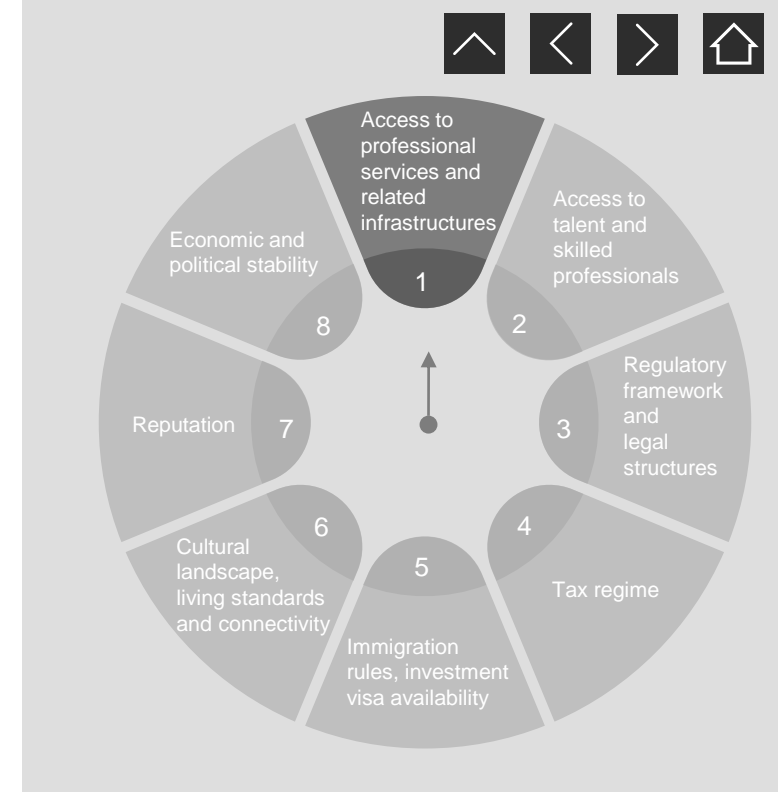 Access to
professional
services and
related
infrastructures
1
Access to
talent and
skilled
professionals
2
Regulatory
framework
and
legal
structures
3
Tax regime
4
Immigration
rules, investment
visa availability
5
Cultural
landscape,
living standards
and connectivity
6
Reputation
7
Economic and
political stability
8